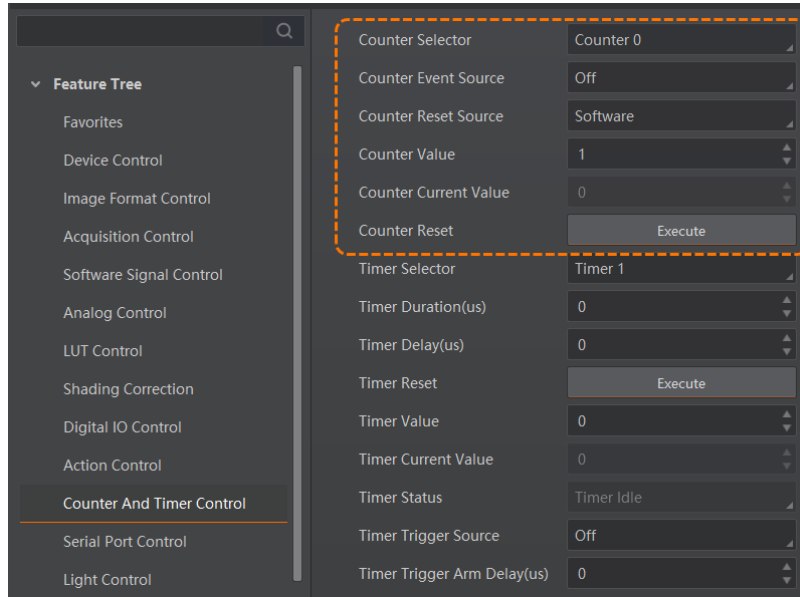 Feature Tree
Favorites
Device Control
Image Format Control
Acquisition Control
Software Signal Control
Analog Control
LUT Control
Shading Correction
Digital IO Control
Action Control
Counter And Timer Control
Serial Port Control
Light Control
Counter Selector Counter 0
Counter Event Source Off
Counter Reset Source Software
Counter Value 1
Counter Current Value 0
Counter Reset Execute
Timer Selector Timer 1
Timer Duration(us) 0
Timer Delay(us) 0
Timer Reset Execute
Timer Value 0
Timer Current Value 0
Timer Status Timer Idle
Timer Trigger Source Off
Timer Trigger Arm Delay(us) 0